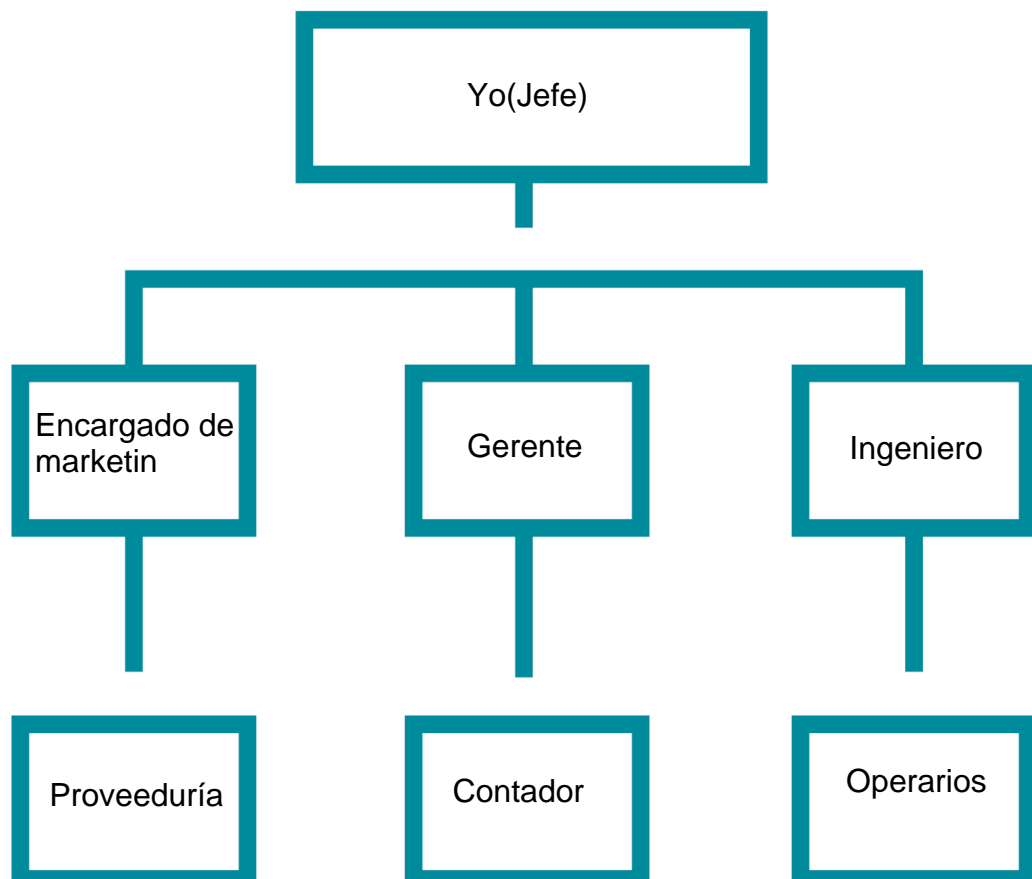 Yo(Jefe)
Encargado de
marketin
Gerente
Ingeniero
Proveeduría
Contador
Operarios